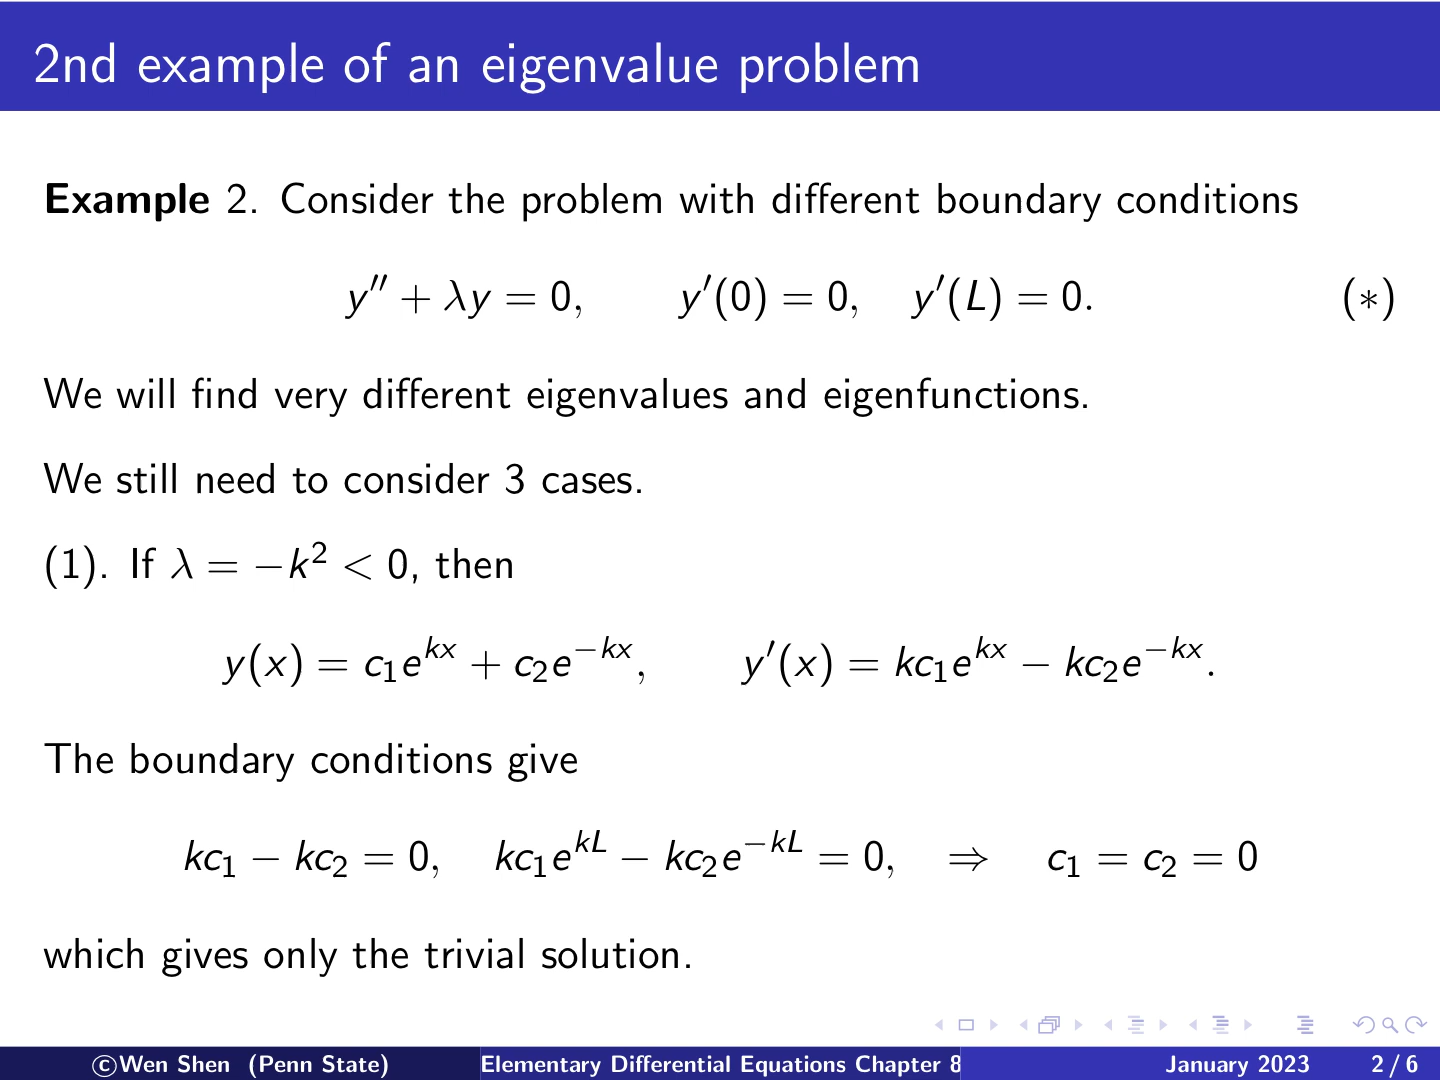 2nd example of an eigenvalue problem
Example 2. Consider the problem with different boundary conditions
y′′ + λy = 0, y′(0) = 0, y′(L) = 0. (∗)
We will find very different eigenvalues and eigenfunctions.
We still need to consider 3 cases.
(1). If λ = −k² < 0, then
y(x) = c₁e^{kx} + c₂e^{−kx}, y′(x) = kc₁e^{kx} − kc₂e^{−kx}.
The boundary conditions give
kc₁ − kc₂ = 0, kc₁e^{kL} − kc₂e^{−kL} = 0, ⇒ c₁ = c₂ = 0
which gives only the trivial solution.
©Wen Shen (Penn State) Elementary Differential Equations Chapter 8 January 2023 2 / 6